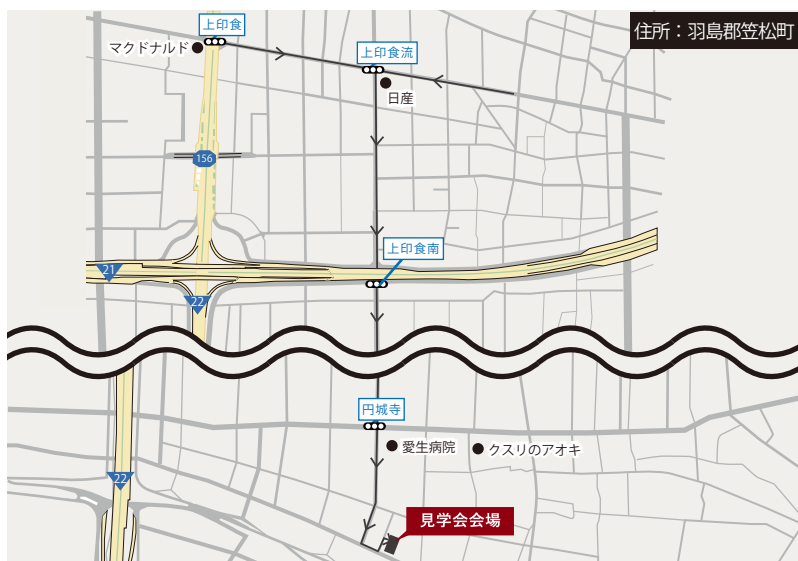 上印食
住所：羽島郡笠松町
マクドナルド
上印食流
日産
156
上印食南
21
22
円城寺
愛生病院
クスリのアオキ
22
見学会会場